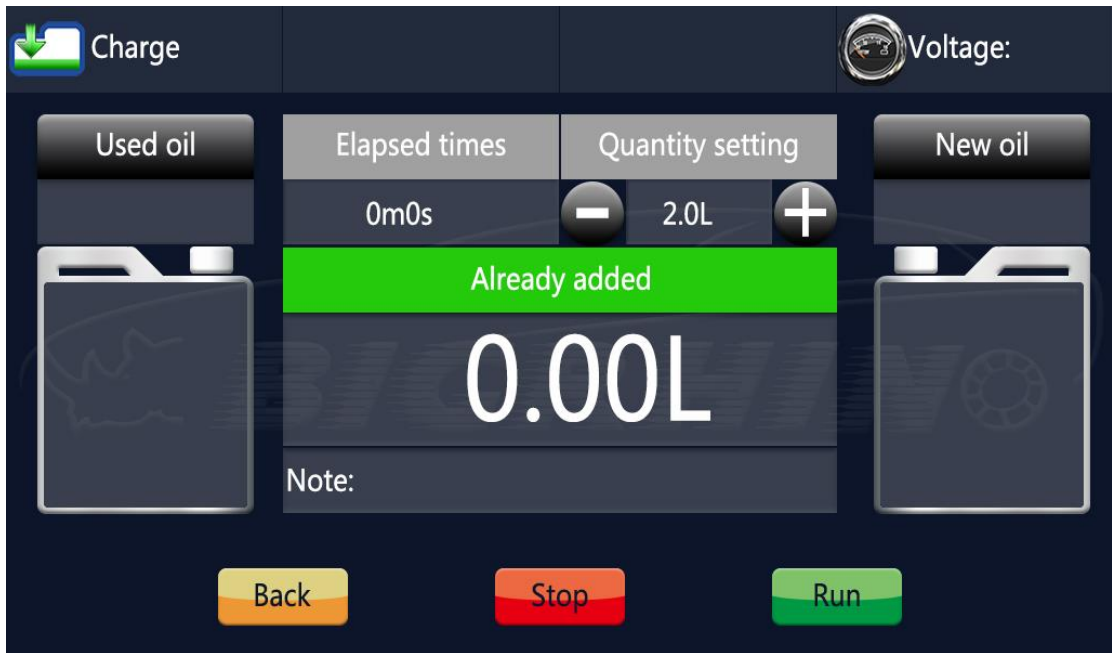 Charge
Voltage:
Used oil
Elapsed times
Quantity setting
New oil
0m0s
2.0L
Already added
0.00L
Note:
Back
Stop
Run